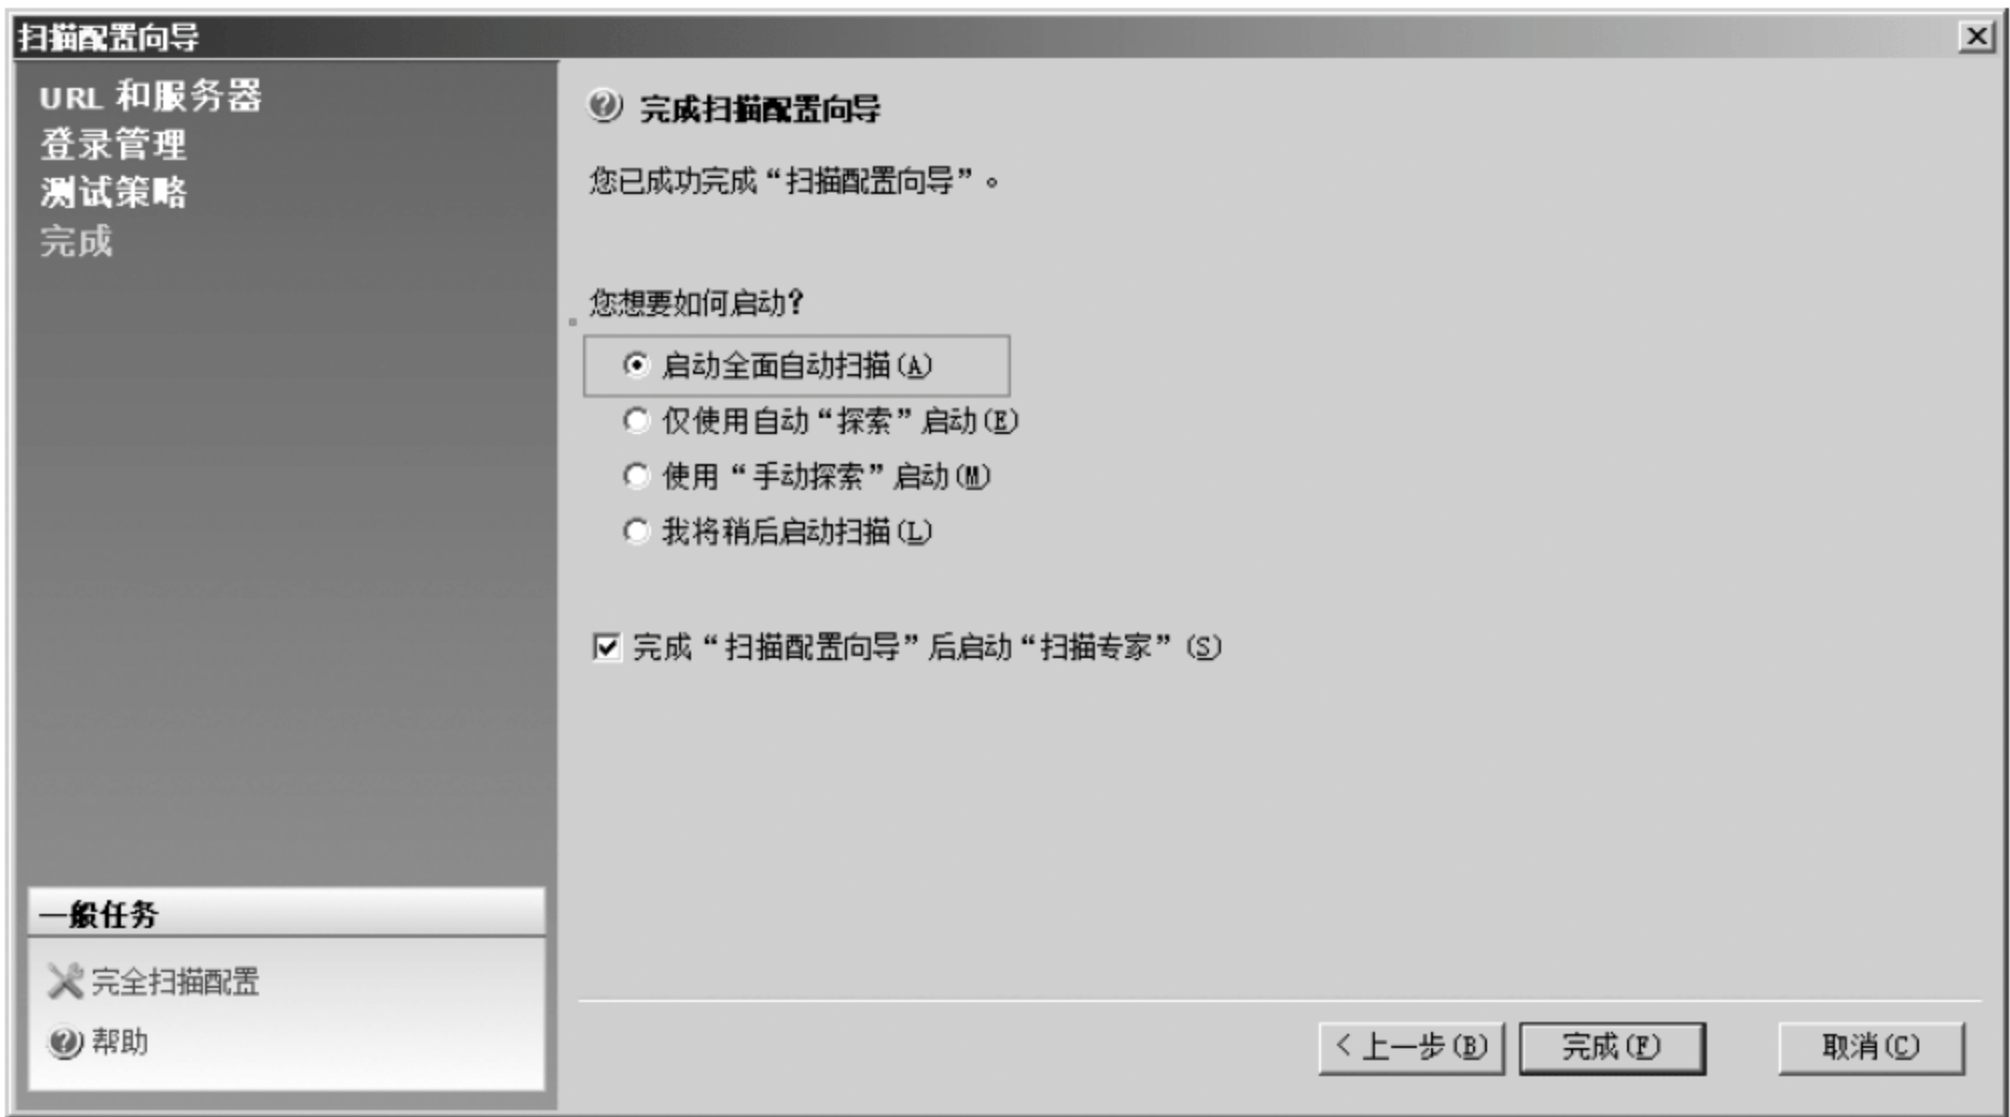 扫描配置向导
URL 和服务器
登录管理
测试策略
完成
完成扫描配置向导
您已成功完成“扫描配置向导”。
您想要如何启动?
启动全面自动扫描(A)
仅使用自动“探索”启动(E)
使用“手动探索”启动(M)
我将稍后启动扫描(L)
完成“扫描配置向导”后启动“扫描专家”(S)
一般任务
完全扫描配置
帮助
< 上一步(B)
完成(F)
取消(C)